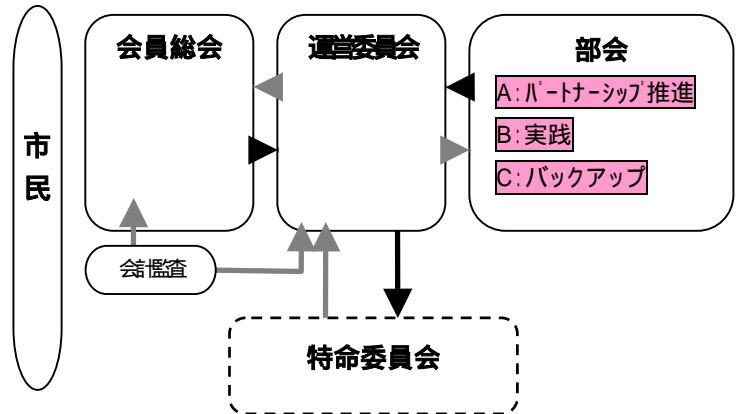 市民
会員総会
運営委員会
部会
A:ﾊﾟｰﾄﾅｰｼｯﾌﾟ推進
B:実践
C:バックアップ
会計監査
特命委員会